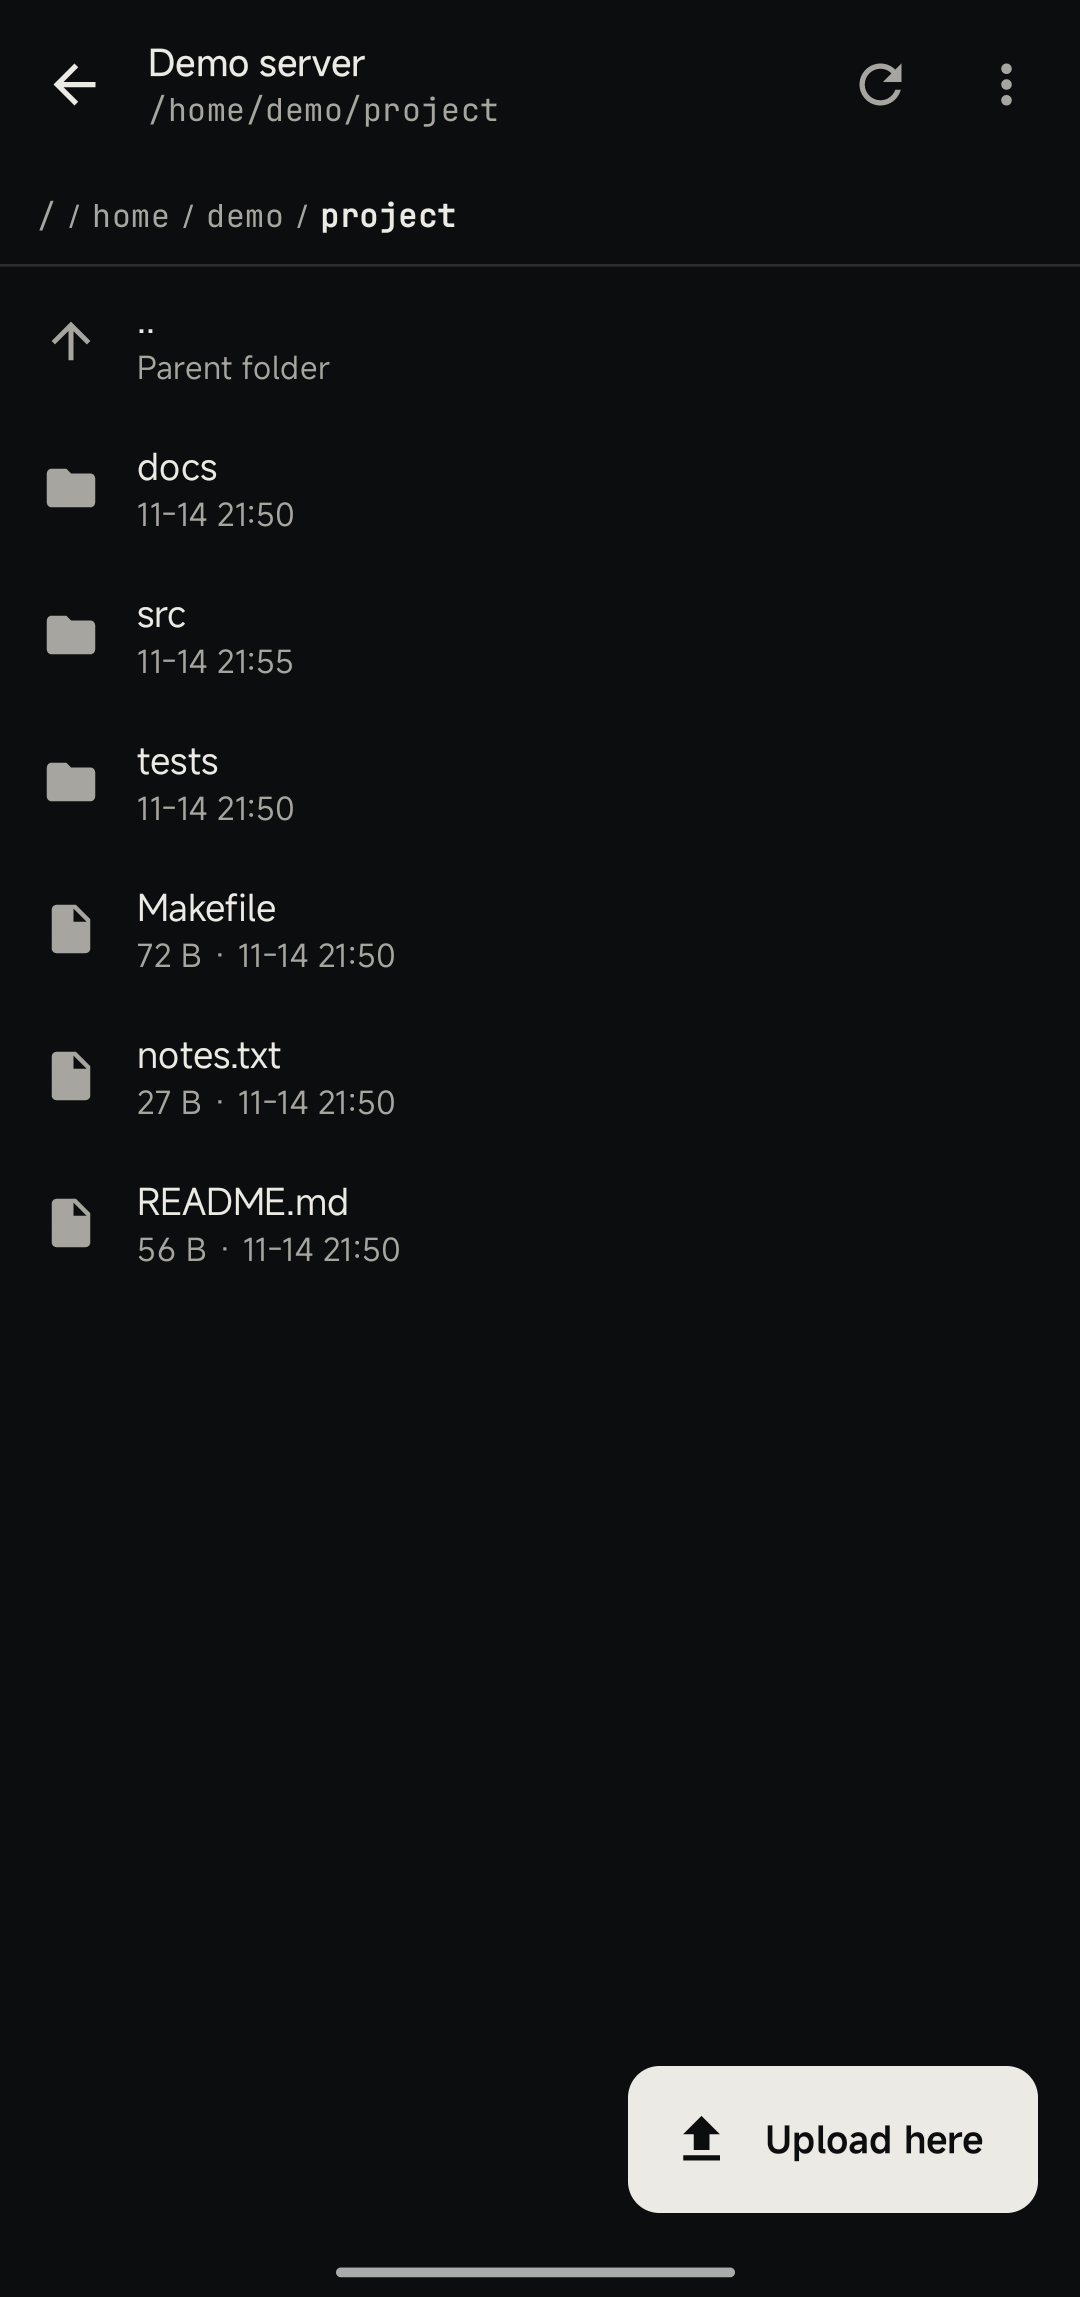 Demo server
/home/demo/project
/ / home / demo / project
..
Parent folder
docs
11-14 21:50
src
11-14 21:55
tests
11-14 21:50
Makefile
72 B · 11-14 21:50
notes.txt
27 B · 11-14 21:50
README.md
56 B · 11-14 21:50
Upload here